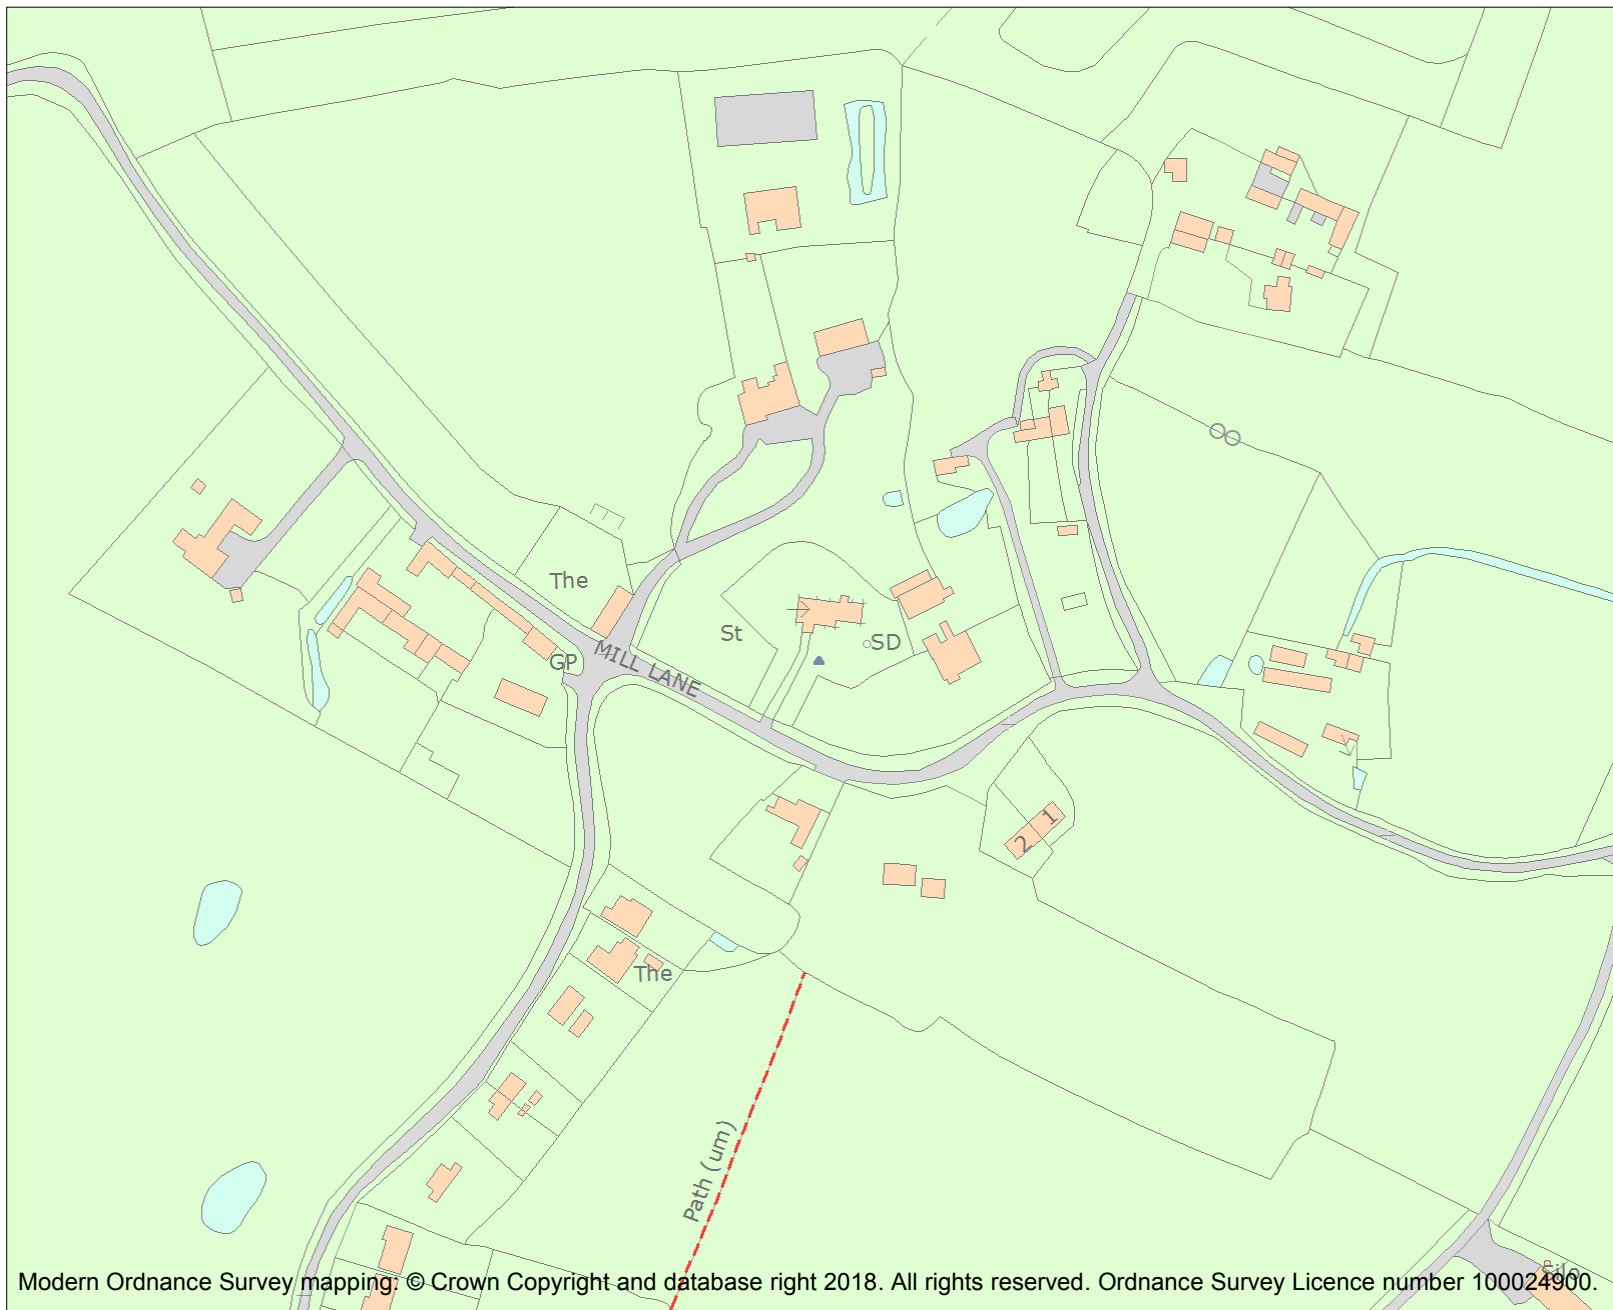 The
St
SD
MILL LANE
GP
1
2
The
Path (um)
Silo
Modern Ordnance Survey mapping: © Crown Copyright and database right 2018. All rights reserved. Ordnance Survey Licence number 100024900.